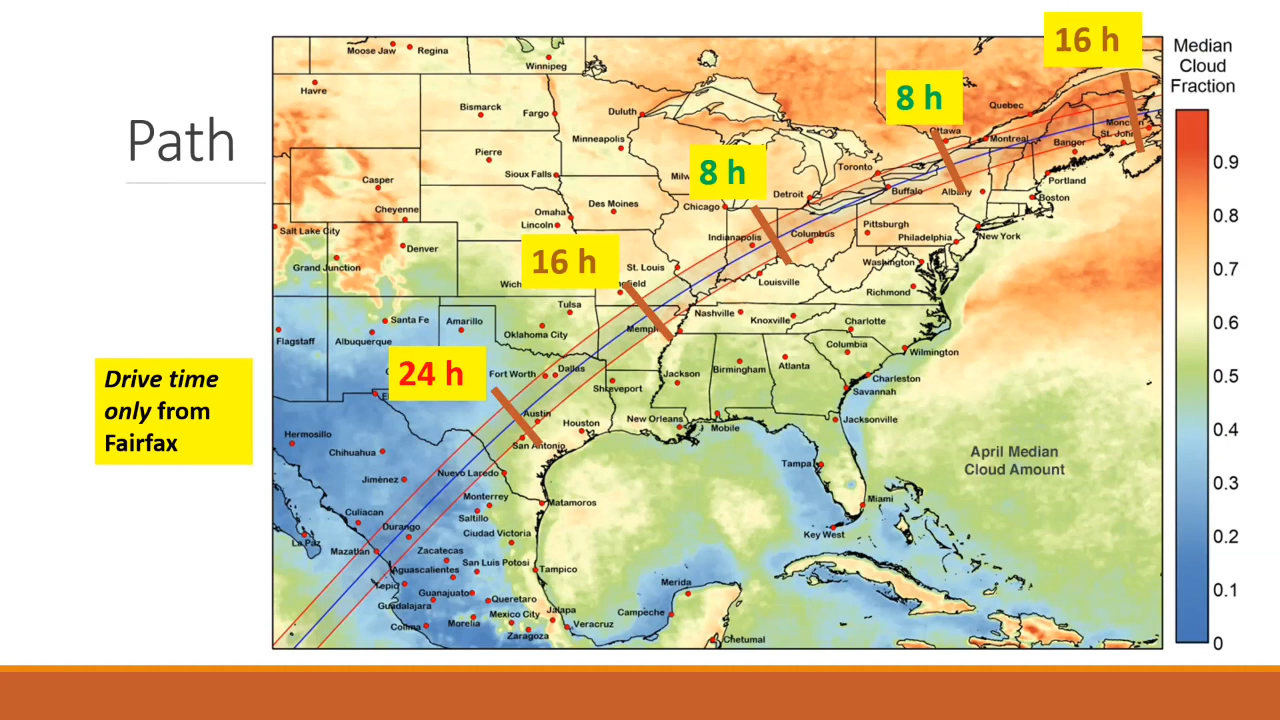 Path
Drive time
only from
Fairfax
16 h
8 h
8 h
16 h
24 h
Median
Cloud
Fraction
0.9
0.8
0.7
0.6
0.5
0.4
0.3
0.2
0.1
0
Moose Jaw
Regina
Winnipeg
Havre
Bismarck
Fargo
Duluth
Quebec
Moncton
St. John
Ottawa
Montreal
Bangor
Minneapolis
Pierre
Sioux Falls
Casper
Toronto
Detroit
Buffalo
Albany
Portland
Boston
Cheyenne
Omaha
Lincoln
Des Moines
Chicago
Salt Lake City
Denver
Grand Junction
Indianapolis
Columbus
Pittsburgh
Philadelphia
New York
Washington
St. Louis
Louisville
Richmond
Santa Fe
Amarillo
Tulsa
Oklahoma City
Nashville
Knoxville
Charlotte
Flagstaff
Albuquerque
Columbia
Wilmington
Fort Worth
Dallas
Shreveport
Jackson
Birmingham
Atlanta
Charleston
Savannah
Austin
Houston
San Antonio
New Orleans
Mobile
Jacksonville
Hermosillo
Chihuahua
Jiménez
Nuevo Laredo
Tampa
April Median
Cloud Amount
Monterrey
Matamoros
Miami
Culiacan
Saltillo
Durango
Ciudad Victoria
Key West
La Paz
Mazatlan
Zacatecas
Aguascalientes
San Luis Potosi
Tampico
Tepic
Guanajuato
Queretaro
Merida
Guadalajara
Mexico City
Jalapa
Campeche
Colima
Morelia
Veracruz
Zaragoza
Chetumal